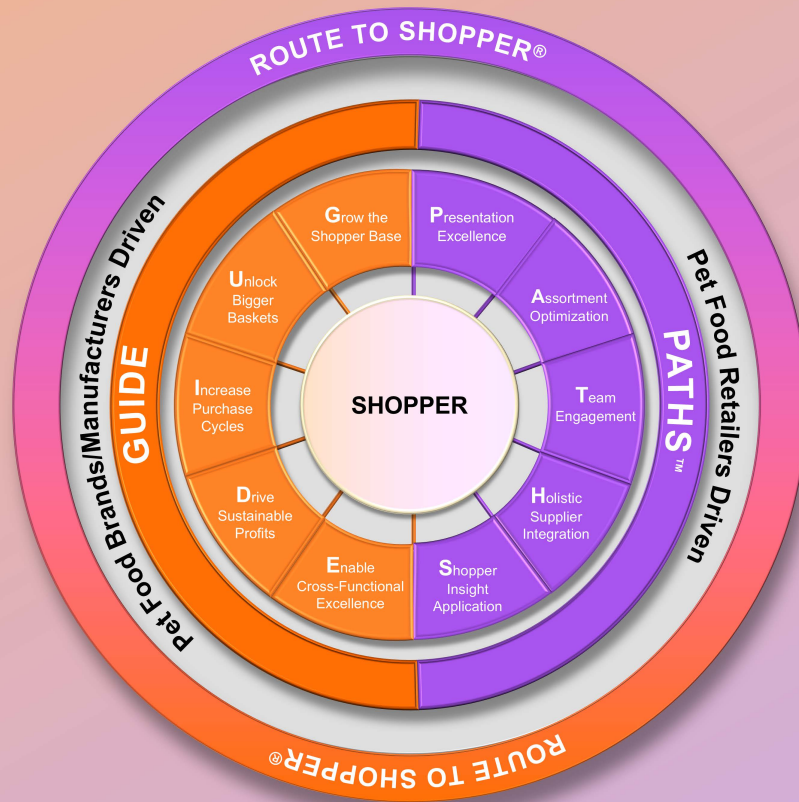 ROUTE TO SHOPPER®
Pet Food Brands/Manufacturers Driven
GUIDE
Grow the
Shopper Base
Unlock
Bigger
Baskets
Increase
Purchase
Cycles
Drive
Sustainable
Profits
Enable
Cross-Functional
Excellence
SHOPPER
Presentation
Excellence
Assortment
Optimization
Team
Engagement
Holistic
Supplier
Integration
Shopper
Insight
Application
PATHS™
Pet Food Retailers Driven
ROUTE TO SHOPPER®